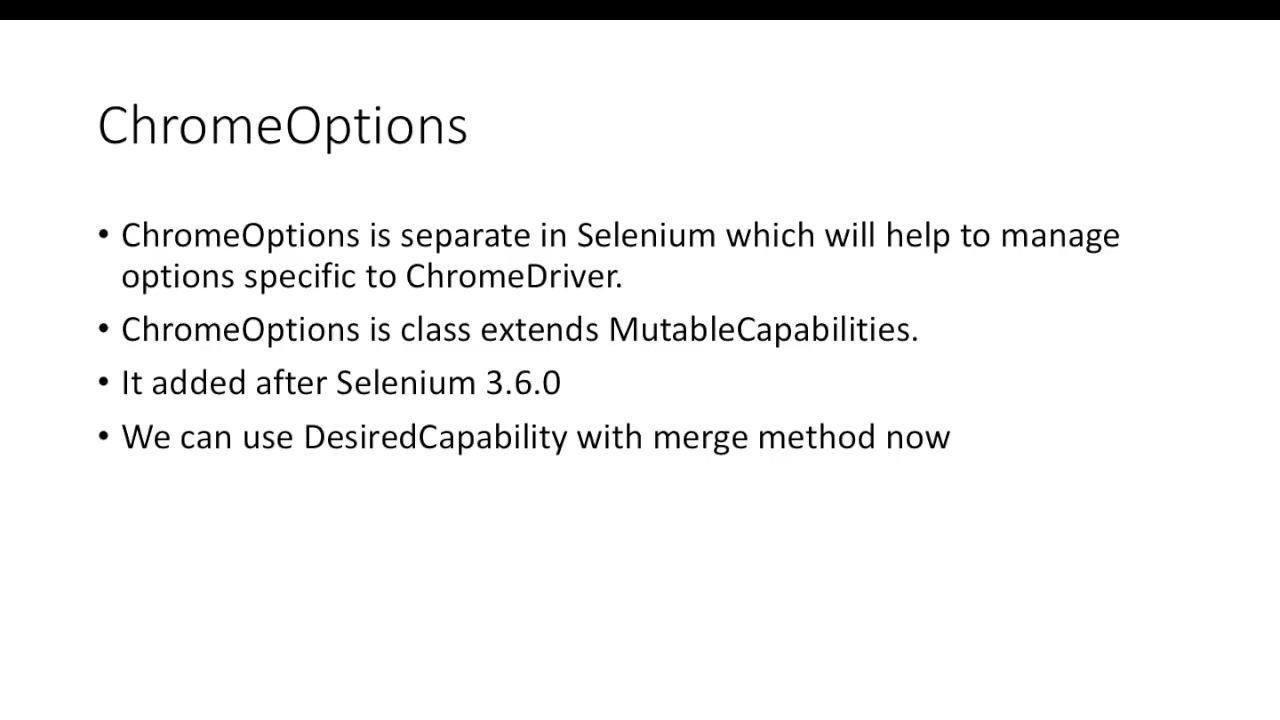 ChromeOptions
• ChromeOptions is separate in Selenium which will help to manage
options specific to ChromeDriver.
• ChromeOptions is class extends MutableCapabilities.
• It added after Selenium 3.6.0
• We can use DesiredCapability with merge method now